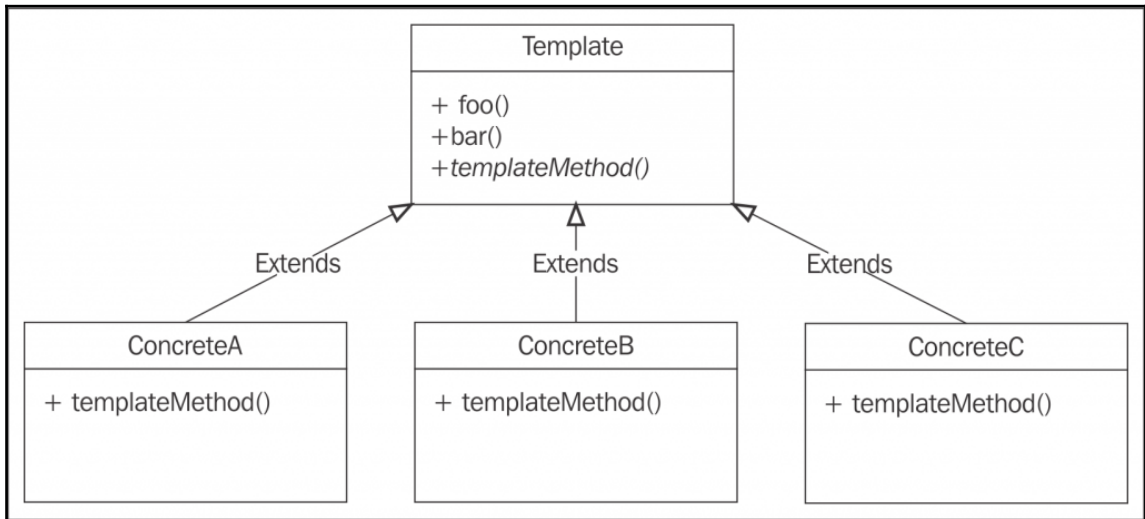 Template
+ foo()
+bar()
+templateMethod()
Extends
Extends
Extends
ConcreteA
+ templateMethod()
ConcreteB
+ templateMethod()
ConcreteC
+ templateMethod()